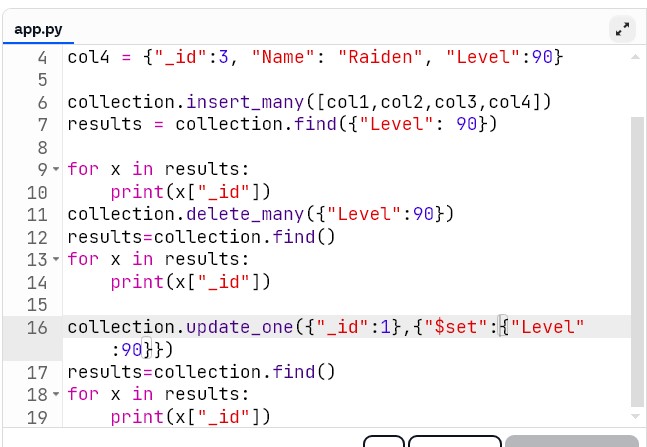 app.py
4 col4 = {"_id":3, "Name": "Raiden", "Level":90}
5
6 collection.insert_many([col1,col2,col3,col4])
7 results = collection.find({"Level": 90})
8
9 for x in results:
10     print(x["_id"])
11 collection.delete_many({"Level":90})
12 results=collection.find()
13 for x in results:
14     print(x["_id"])
15
16 collection.update_one({"_id":1},{"$set":{"Level"
:90}})
17 results=collection.find()
18 for x in results:
19     print(x["_id"])